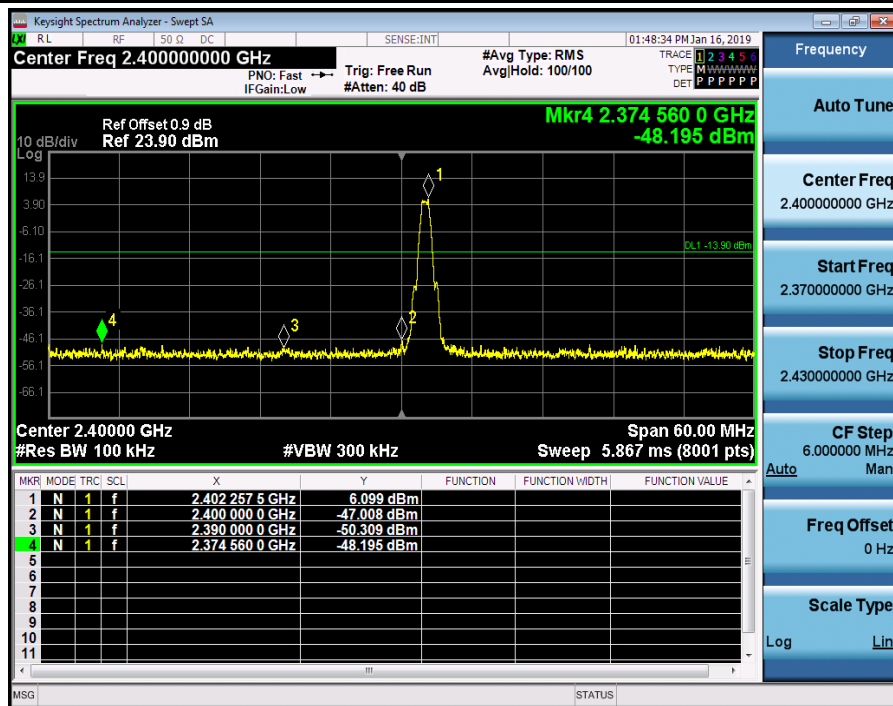 Keysight Spectrum Analyzer - Swept SA
LXI RL RF 50 Ω DC SENSE:INT 01:48:34 PM Jan 16, 2019
Center Freq 2.400000000 GHz
PNO: Fast
IFGain:Low
Trig: Free Run
#Atten: 40 dB
#Avg Type: RMS
Avg|Hold: 100/100
TRACE 1 2 3 4 5 6
TYPE M WWWWW
DET P P P P P P
Mkr4 2.374 560 0 GHz
-48.195 dBm
Ref Offset 0.9 dB
10 dB/div Ref 23.90 dBm
Log
13.9
3.90
-6.10
-16.1
-26.1
-36.1
-46.1
-56.1
-66.1
DL1 -13.90 dBm
1
2
3
4
Center 2.40000 GHz Span 60.00 MHz
#Res BW 100 kHz #VBW 300 kHz Sweep 5.867 ms (8001 pts)
MKR MODE TRC SCL X Y FUNCTION FUNCTION WIDTH FUNCTION VALUE
1 N 1 f 2.402 257 5 GHz 6.099 dBm
2 N 1 f 2.400 000 0 GHz -47.008 dBm
3 N 1 f 2.390 000 0 GHz -50.309 dBm
4 N 1 f 2.374 560 0 GHz -48.195 dBm
5
6
7
8
9
10
11
MSG STATUS
Frequency
Auto Tune
Center Freq
2.400000000 GHz
Start Freq
2.370000000 GHz
Stop Freq
2.430000000 GHz
CF Step
6.000000 MHz
Auto Man
Freq Offset
0 Hz
Scale Type
Log Lin